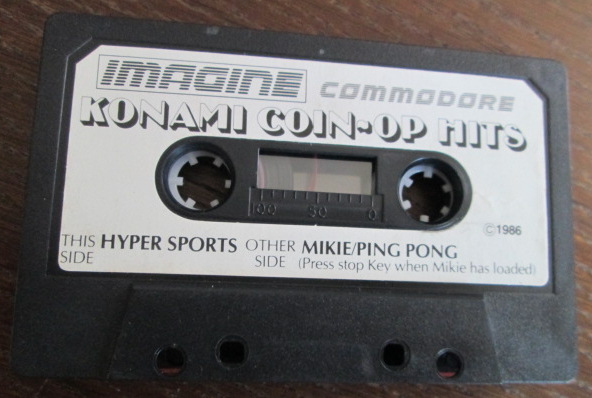 IMAGINE COMMODORE
KONAMI COIN-OP HITS
100 50 0
©1986
THIS HYPER SPORTS OTHER MIKIE/PING PONG
SIDE SIDE (Press stop Key when Mikie has loaded)